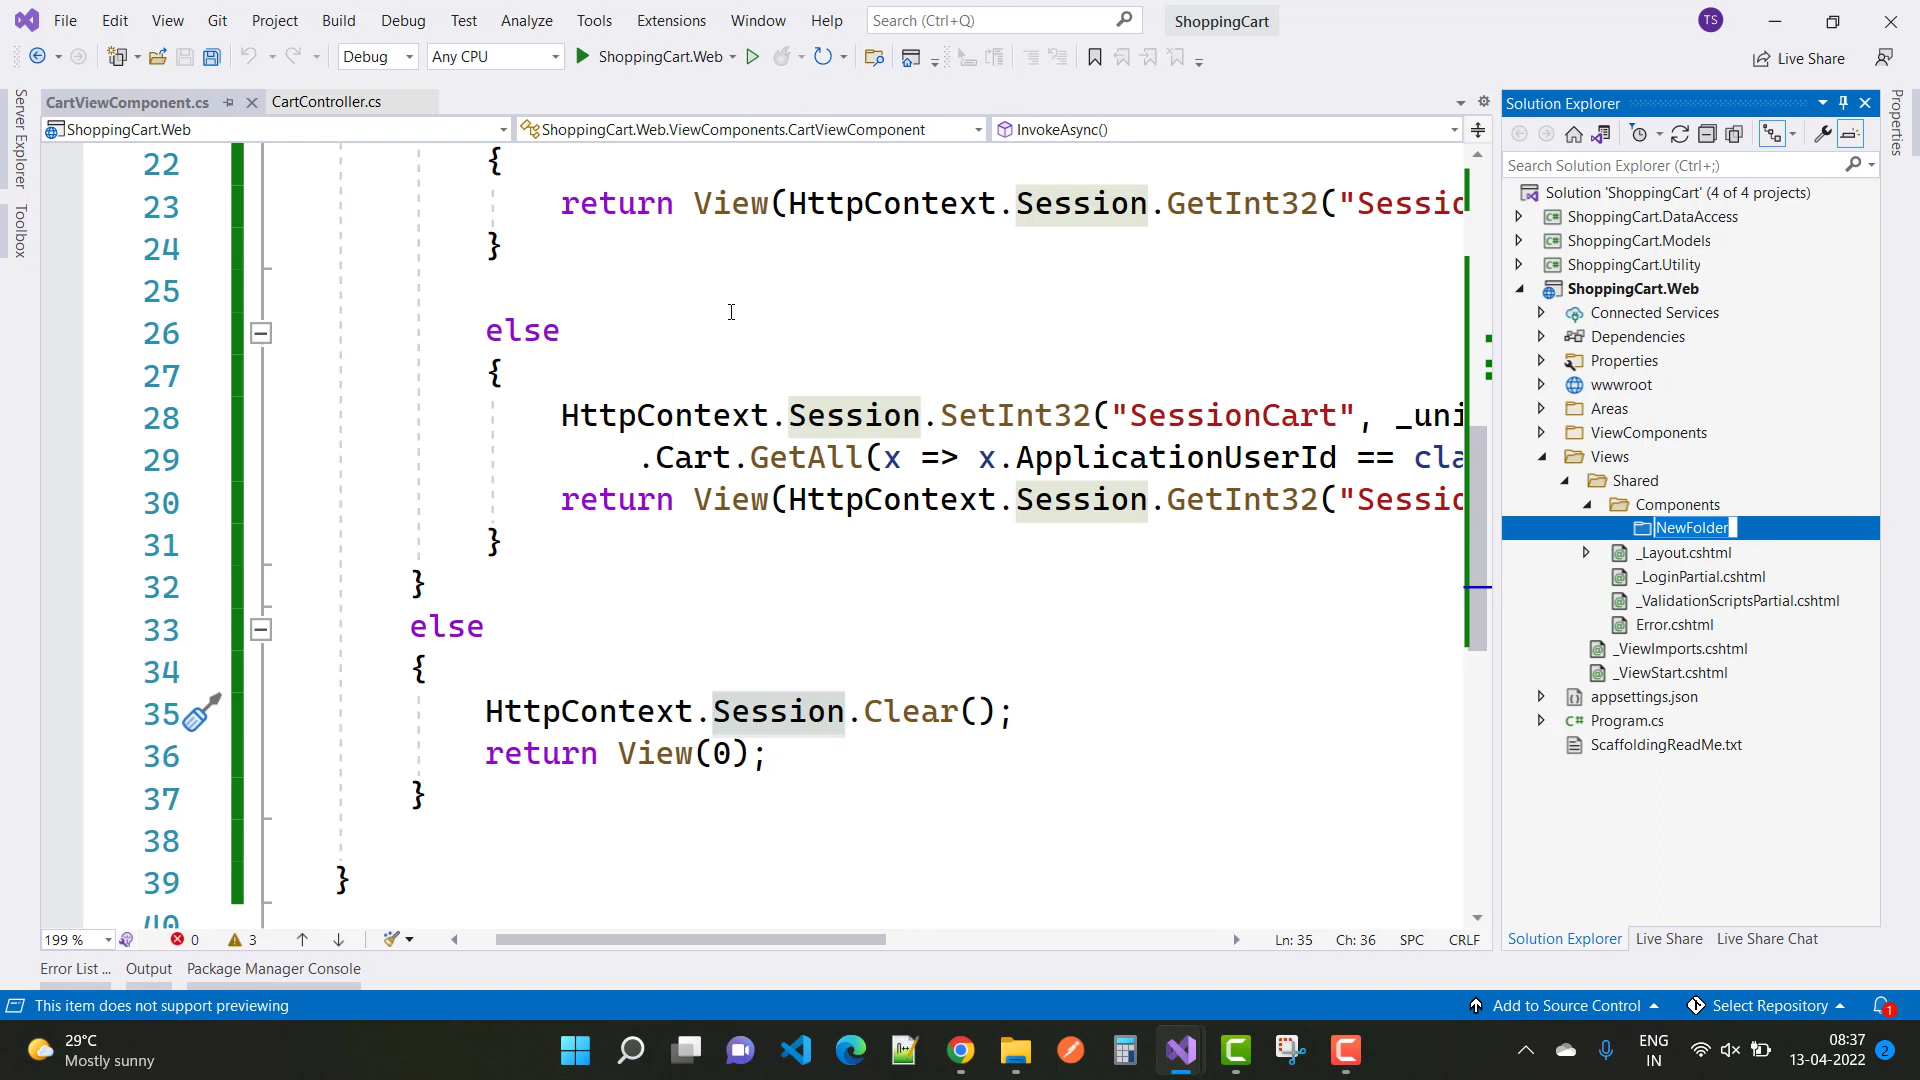 File Edit View Git Project Build Debug Test Analyze Tools Extensions Window Help Search (Ctrl+Q) ShoppingCart TS
Debug Any CPU ShoppingCart.Web Live Share
CartViewComponent.cs CartController.cs
ShoppingCart.Web ShoppingCart.Web.ViewComponents.CartViewComponent InvokeAsync()
Server Explorer
Toolbox
22 {
23 return View(HttpContext.Session.GetInt32("Sessio
24 }
25
26 else
27 {
28 HttpContext.Session.SetInt32("SessionCart", _uni
29 .Cart.GetAll(x => x.ApplicationUserId == cla
30 return View(HttpContext.Session.GetInt32("Sessio
31 }
32 }
33 else
34 {
35 HttpContext.Session.Clear();
36 return View(0);
37 }
38
39 }
40
199 % 0 3 Ln: 35 Ch: 36 SPC CRLF
Error List ... Output Package Manager Console
Solution Explorer
Search Solution Explorer (Ctrl+;)
Solution 'ShoppingCart' (4 of 4 projects)
ShoppingCart.DataAccess
ShoppingCart.Models
ShoppingCart.Utility
ShoppingCart.Web
Connected Services
Dependencies
Properties
wwwroot
Areas
ViewComponents
Views
Shared
Components
NewFolder
_Layout.cshtml
_LoginPartial.cshtml
_ValidationScriptsPartial.cshtml
Error.cshtml
_ViewImports.cshtml
_ViewStart.cshtml
appsettings.json
Program.cs
ScaffoldingReadMe.txt
Solution Explorer Live Share Live Share Chat
Properties
This item does not support previewing Add to Source Control Select Repository 1
29°C
Mostly sunny
ENG
IN
08:37
13-04-2022
2